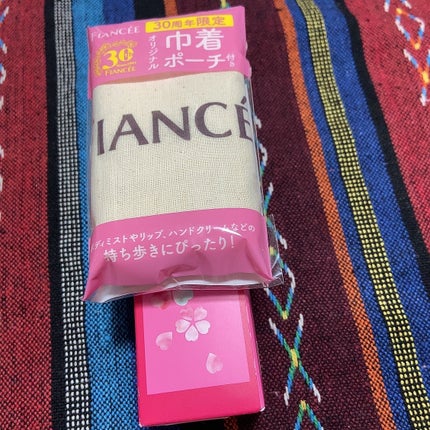 FIANCÉE
30周年限定
オリジナル
巾着
ポーチ付き
30
FIANCÉE
IANCÉ
ディミストやリップ、ハンドクリームなどの
持ち歩きにぴったり!